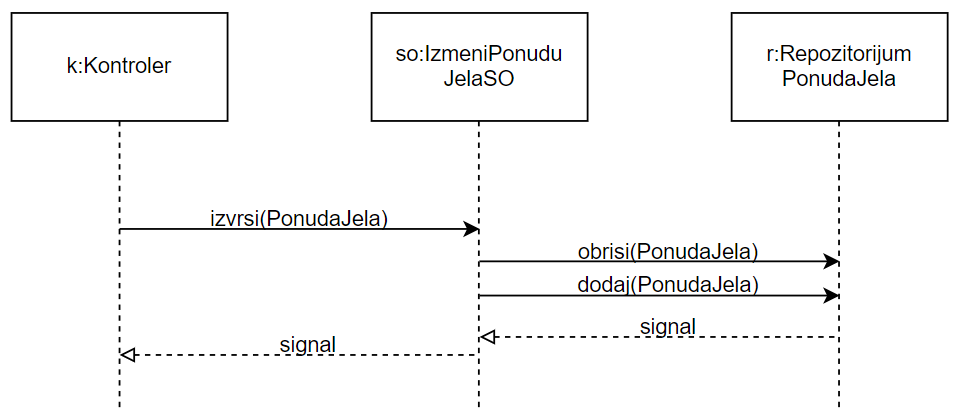 k:Kontroler
so:IzmeniPonudu
JelaSO
r:Repozitorijum
PonudaJela
izvrsi(PonudaJela)
obrisi(PonudaJela)
dodaj(PonudaJela)
signal
signal